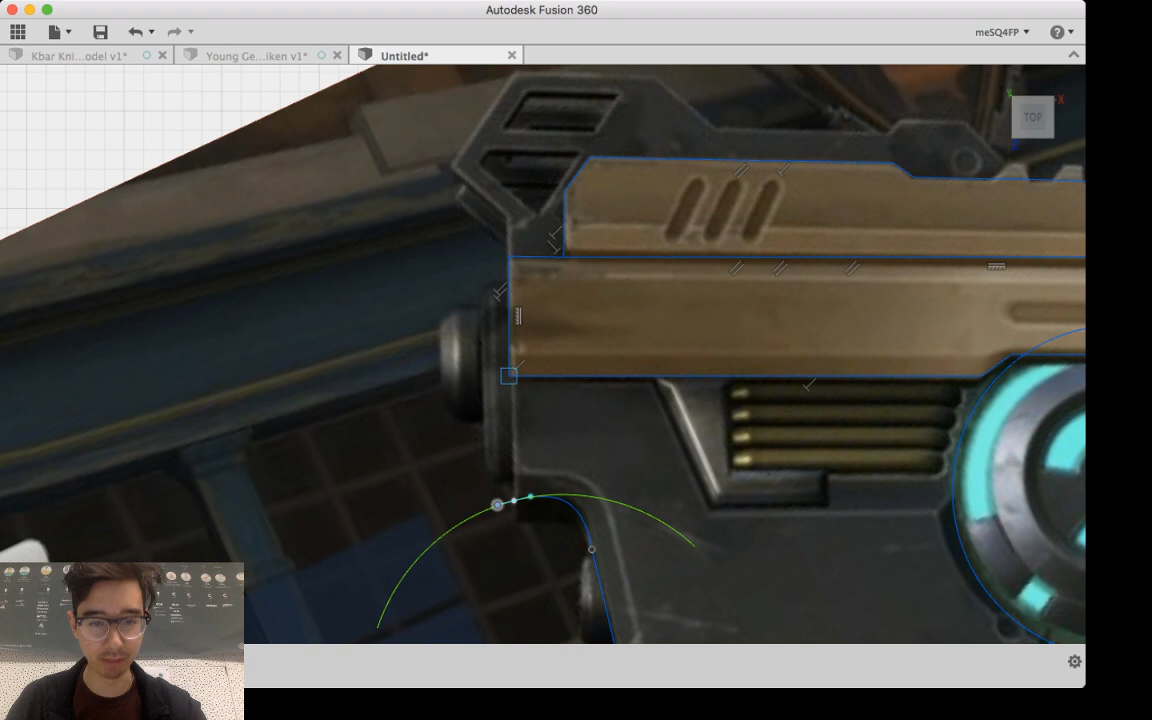 Autodesk Fusion 360
meSQ4FP
Kbar Kni...odel v1*
Young Ge...iken v1*
Untitled*
Y
X
TOP